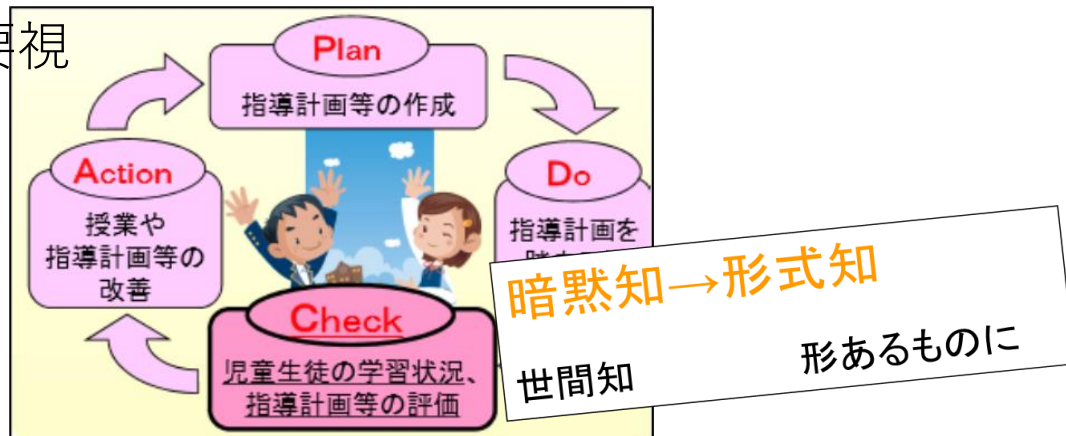 視
Plan
指導計画等の作成
Action
授業や
指導計画等の
改善
Do
指導計画を
Check
児童生徒の学習状況、
指導計画等の評価
暗黙知→形式知
世間知 形あるものに